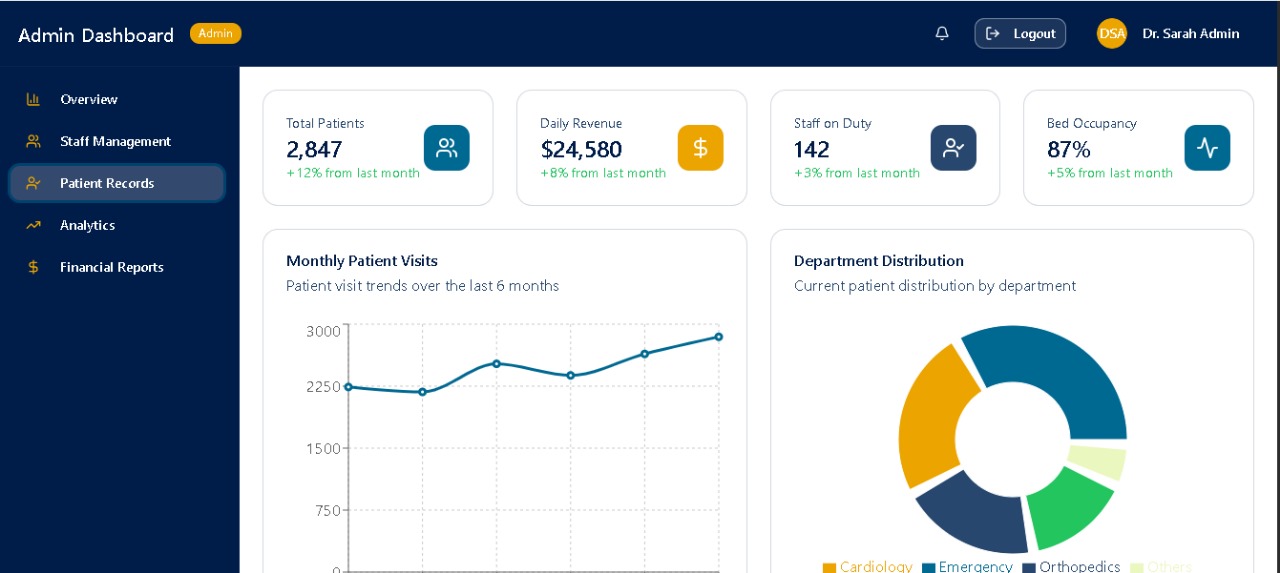 Admin Dashboard Admin Logout DSA Dr. Sarah Admin
Overview
Staff Management
Patient Records
Analytics
Financial Reports
Total Patients
2,847
+12% from last month
Daily Revenue
$24,580
+8% from last month
Staff on Duty
142
+3% from last month
Bed Occupancy
87%
+5% from last month
Monthly Patient Visits
Patient visit trends over the last 6 months
3000
2250
1500
750
0
Department Distribution
Current patient distribution by department
Cardiology Emergency Orthopedics Others